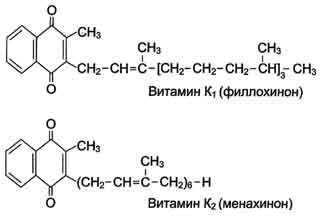 O
CH₃
CH₃
CH₃
CH₂–CH=C–[CH₂–CH₂–CH₂–CH]₃–CH₃
O
Витамин K₁ (филлохинон)
O
CH₃
CH₃
(CH₂–CH=C–CH₂)₆–H
O
Витамин K₂ (менахинон)